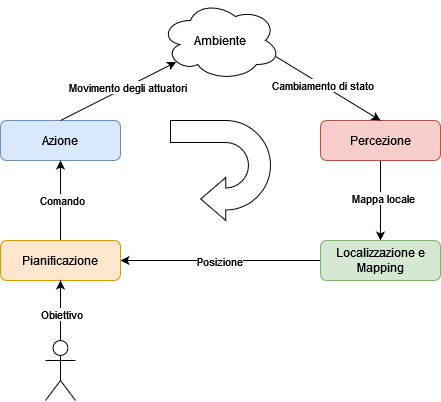 Ambiente
Movimento degli attuatori
Cambiamento di stato
Azione
Percezione
Comando
Mappa locale
Pianificazione
Posizione
Localizzazione e
Mapping
Obiettivo